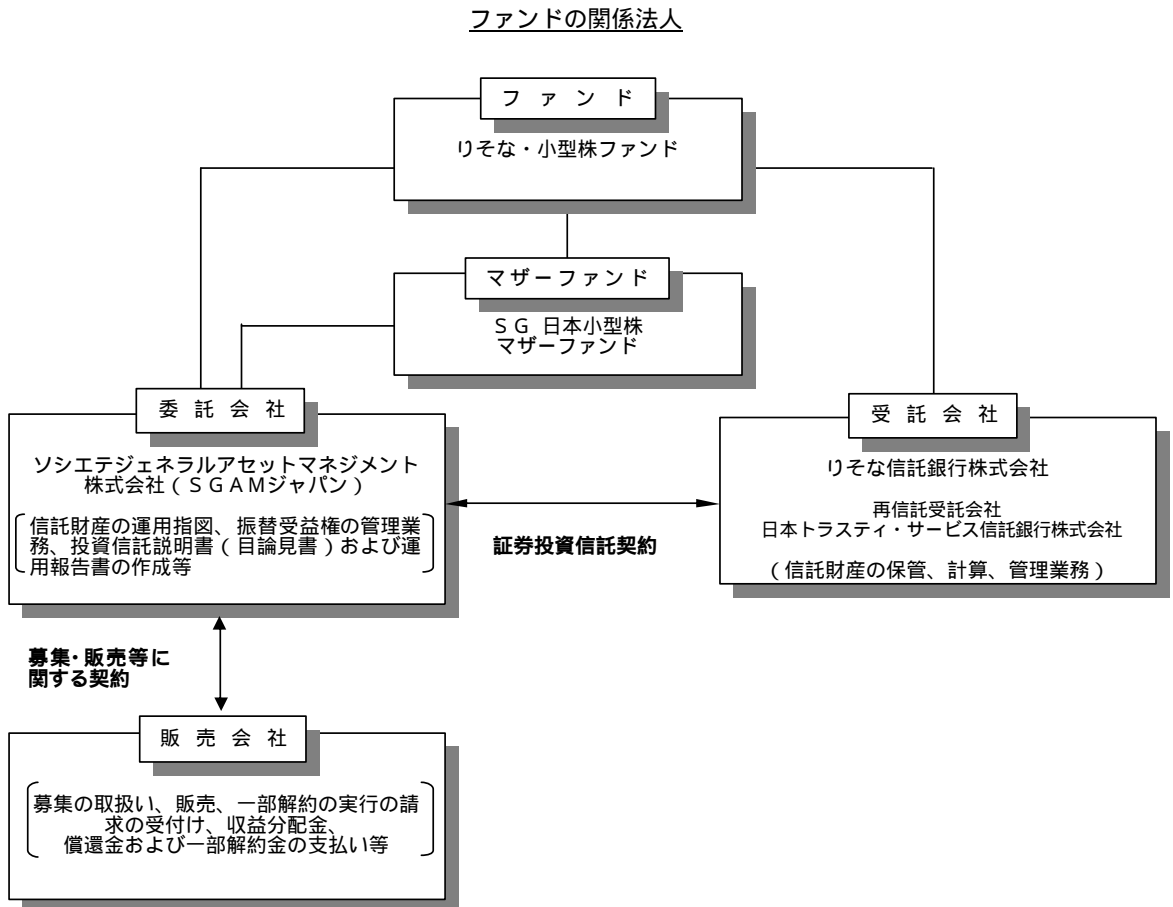 ファンドの関係法人
ファンド
りそな・小型株ファンド
マザーファンド
ＳＧ 日本小型株
マザーファンド
委託会社
ソシエテジェネラルアセットマネジメント
株式会社（ＳＧＡＭジャパン）
信託財産の運用指図、振替受益権の管理業
務、投資信託説明書（目論見書）および運
用報告書の作成等
証券投資信託契約
受託会社
りそな信託銀行株式会社
再信託受託会社
日本トラスティ・サービス信託銀行株式会社
（信託財産の保管、計算、管理業務）
募集・販売等に
関する契約
販売会社
募集の取扱い、販売、一部解約の実行の請
求の受付け、収益分配金、
償還金および一部解約金の支払い等